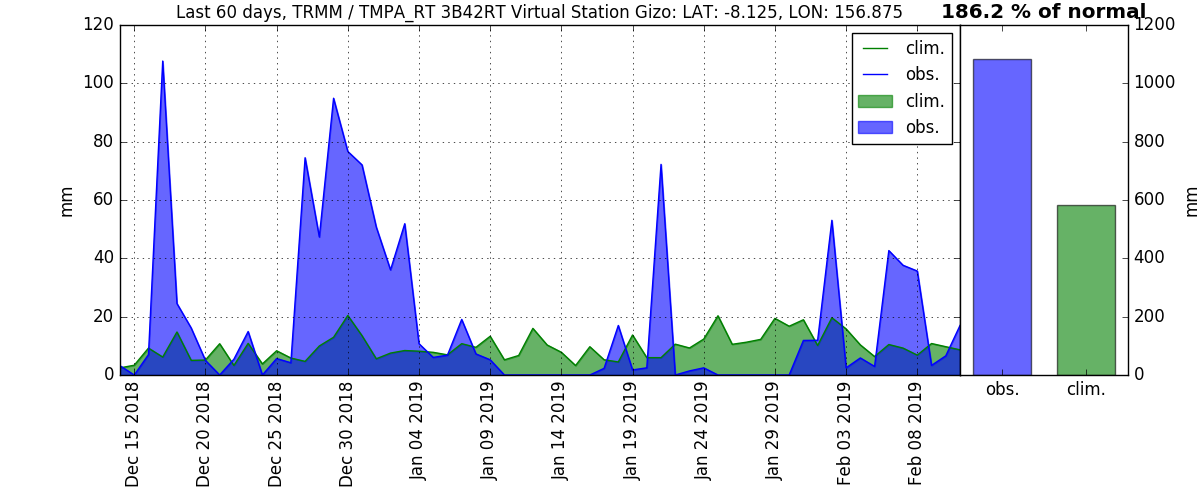 Last 60 days, TRMM / TMPA_RT 3B42RT Virtual Station Gizo: LAT: -8.125, LON: 156.875
186.2 % of normal
120
100
80
60
40
20
0
mm
clim.
obs.
clim.
obs.
1200
1000
800
600
400
200
0
mm
obs.
clim.
Dec 15 2018
Dec 20 2018
Dec 25 2018
Dec 30 2018
Jan 04 2019
Jan 09 2019
Jan 14 2019
Jan 19 2019
Jan 24 2019
Jan 29 2019
Feb 03 2019
Feb 08 2019